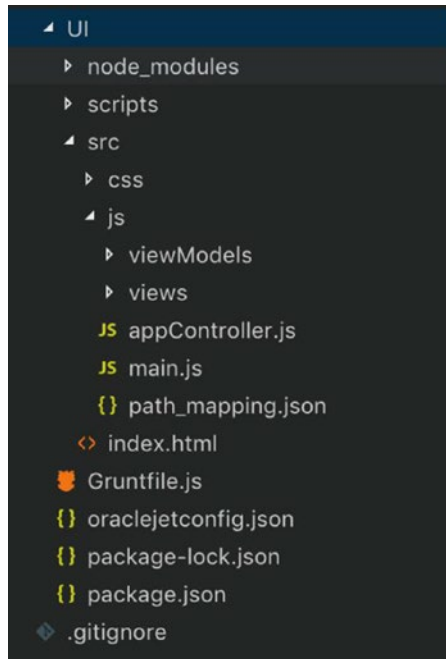 UI
node_modules
scripts
src
css
js
viewModels
views
JS appController.js
JS main.js
{} path_mapping.json
<> index.html
Gruntfile.js
{} oraclejetconfig.json
{} package-lock.json
{} package.json
.gitignore